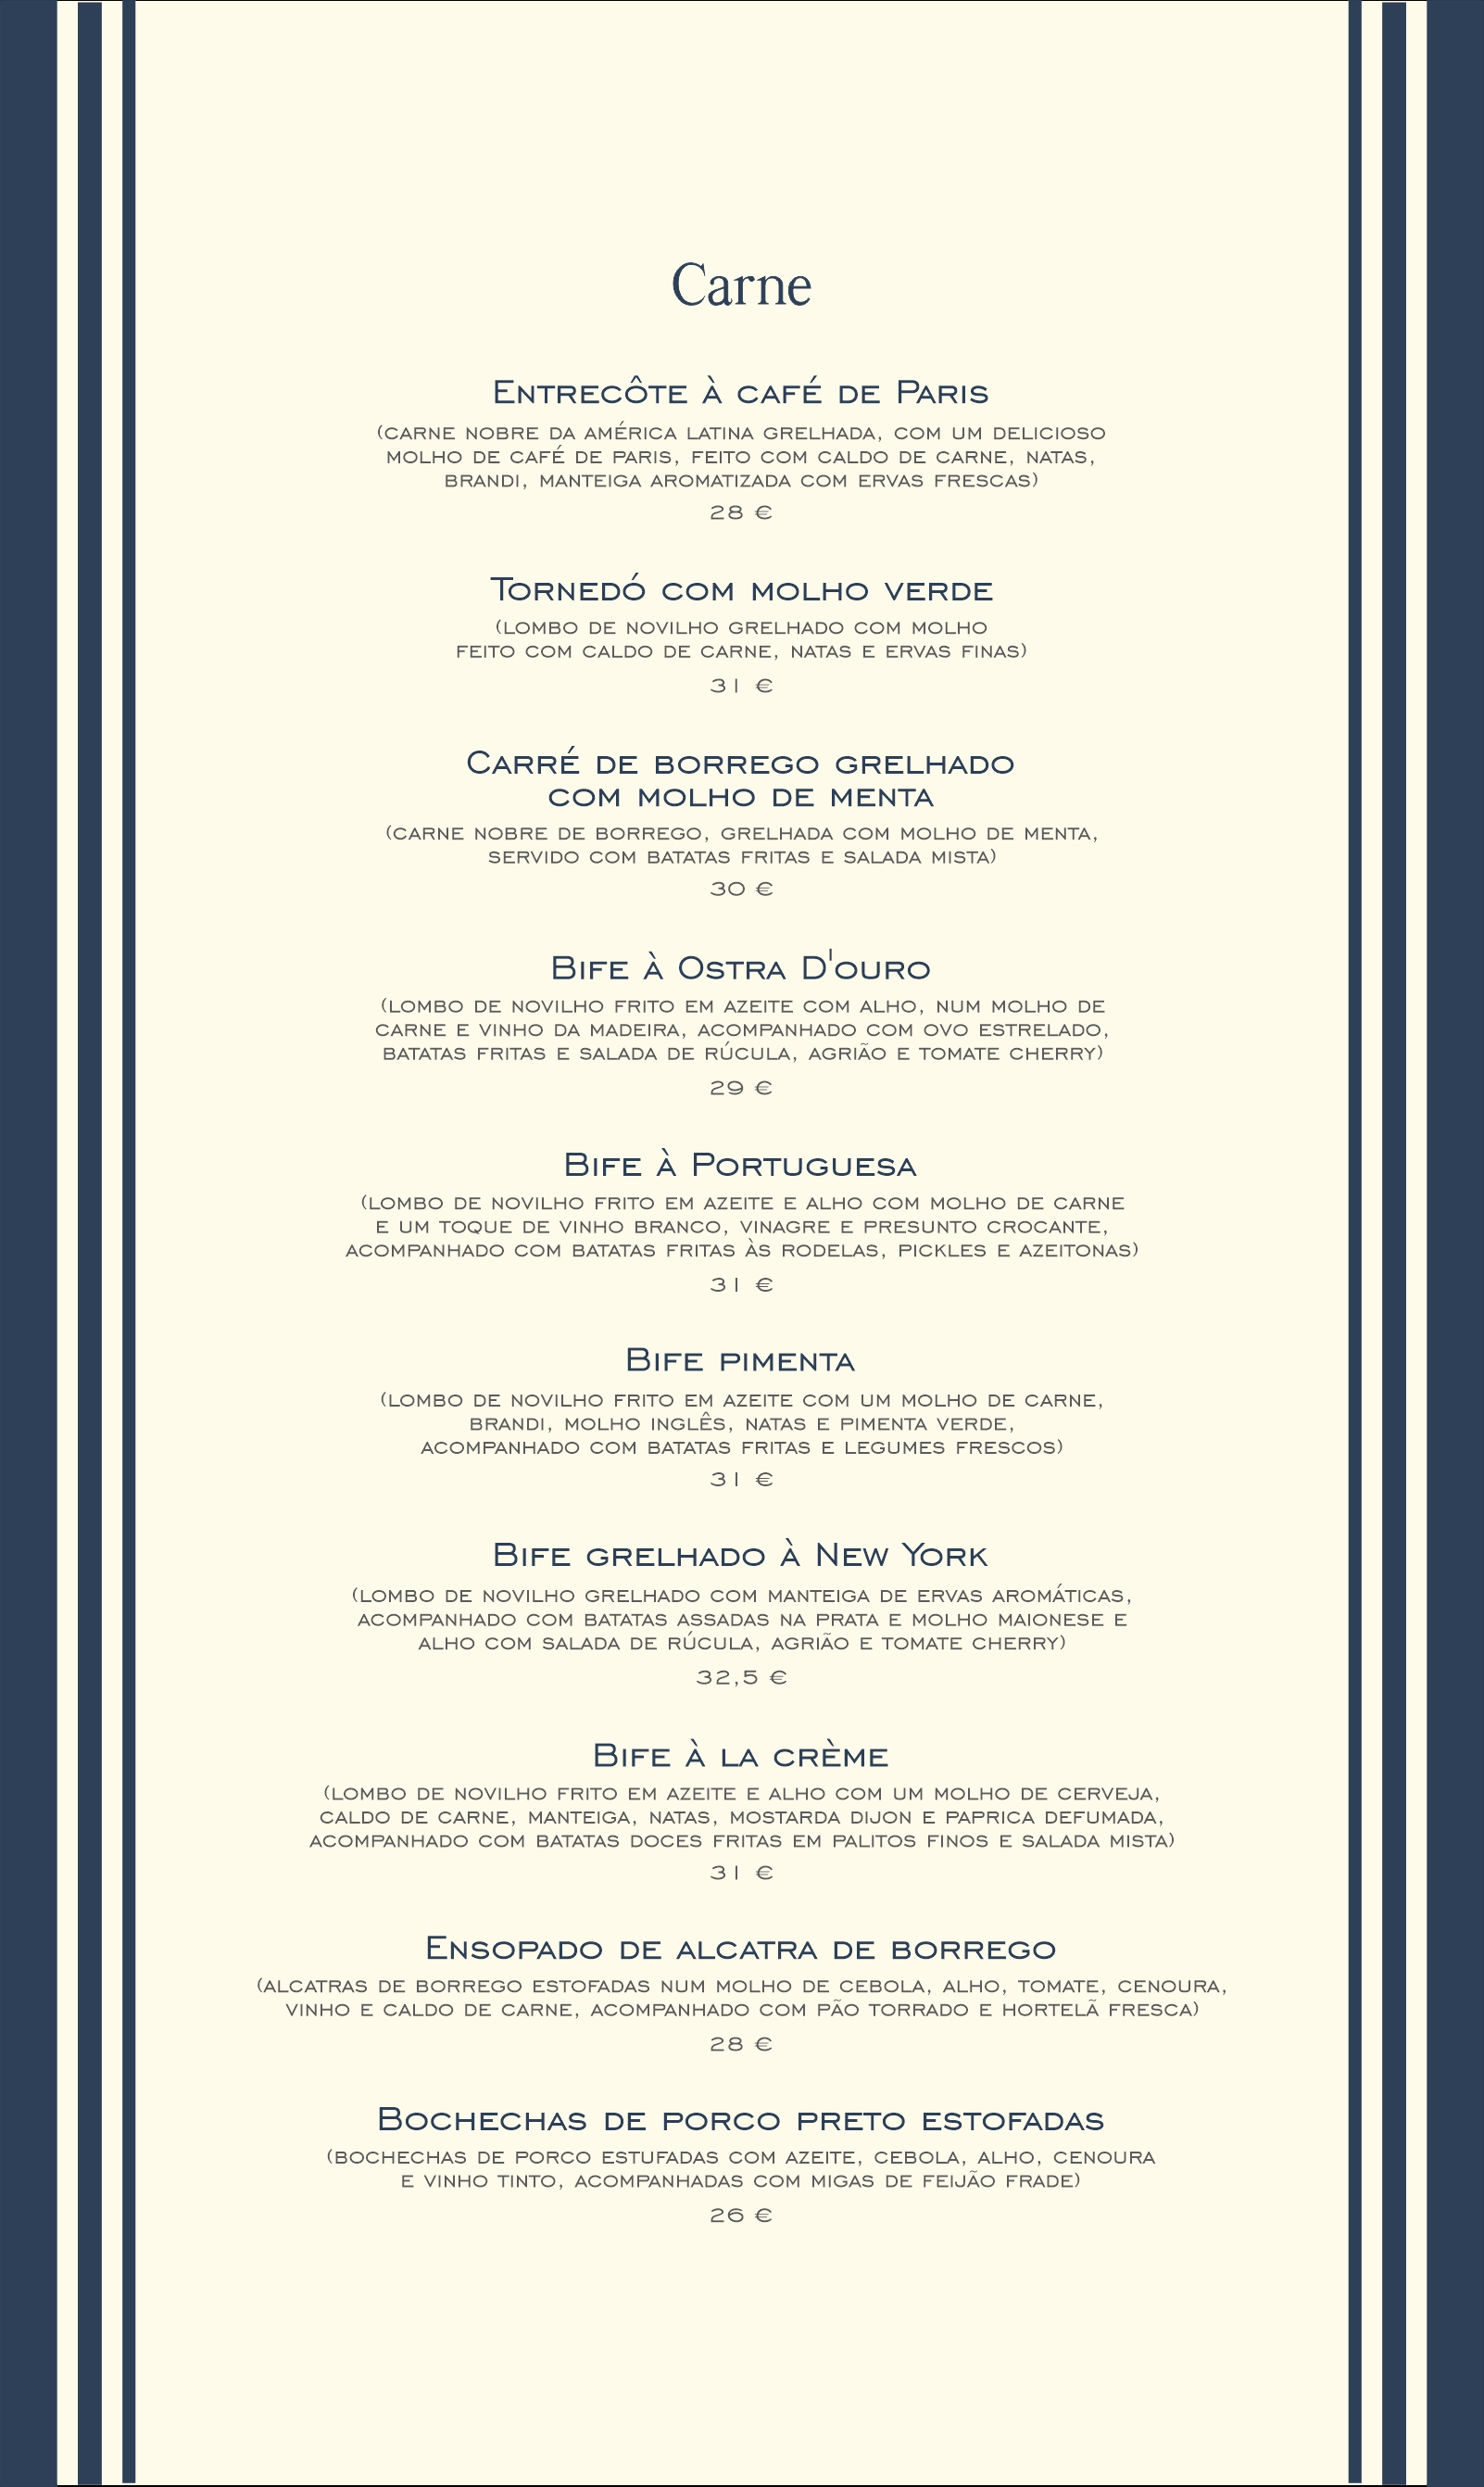 Carne
Entrecôte à café de Paris
(carne nobre da América Latina grelhada, com um delicioso
molho de café de Paris, feito com caldo de carne, natas,
brandi, manteiga aromatizada com ervas frescas)
28 €
Tornedó com molho verde
(lombo de novilho grelhado com molho
feito com caldo de carne, natas e ervas finas)
31 €
Carré de borrego grelhado
com molho de menta
(carne nobre de borrego, grelhada com molho de menta,
servido com batatas fritas e salada mista)
30 €
Bife à Ostra D'ouro
(lombo de novilho frito em azeite com alho, num molho de
carne e vinho da Madeira, acompanhado com ovo estrelado,
batatas fritas e salada de rúcula, agrião e tomate cherry)
29 €
Bife à Portuguesa
(lombo de novilho frito em azeite e alho com molho de carne
e um toque de vinho branco, vinagre e presunto crocante,
acompanhado com batatas fritas às rodelas, pickles e azeitonas)
31 €
Bife pimenta
(lombo de novilho frito em azeite com um molho de carne,
brandi, molho inglês, natas e pimenta verde,
acompanhado com batatas fritas e legumes frescos)
31 €
Bife grelhado à New York
(lombo de novilho grelhado com manteiga de ervas aromáticas,
acompanhado com batatas assadas na prata e molho maionese e
alho com salada de rúcula, agrião e tomate cherry)
32,5 €
Bife à la crème
(lombo de novilho frito em azeite e alho com um molho de cerveja,
caldo de carne, manteiga, natas, mostarda Dijon e paprica defumada,
acompanhado com batatas doces fritas em palitos finos e salada mista)
31 €
Ensopado de alcatra de borrego
(alcatras de borrego estofadas num molho de cebola, alho, tomate, cenoura,
vinho e caldo de carne, acompanhado com pão torrado e hortelã fresca)
28 €
Bochechas de porco preto estofadas
(bochechas de porco estufadas com azeite, cebola, alho, cenoura
e vinho tinto, acompanhadas com migas de feijão frade)
26 €